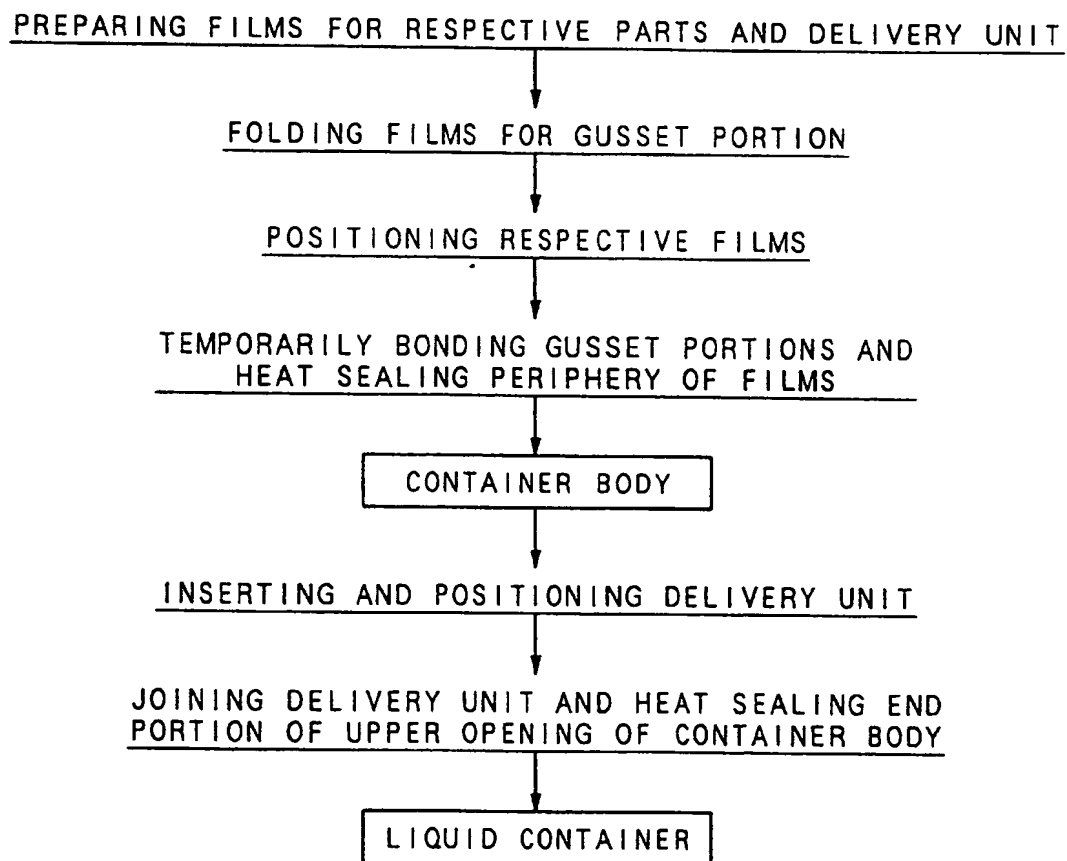 PREPARING FILMS FOR RESPECTIVE PARTS AND DELIVERY UNIT
FOLDING FILMS FOR GUSSET PORTION
POSITIONING RESPECTIVE FILMS
TEMPORARILY BONDING GUSSET PORTIONS AND
HEAT SEALING PERIPHERY OF FILMS
CONTAINER BODY
INSERTING AND POSITIONING DELIVERY UNIT
JOINING DELIVERY UNIT AND HEAT SEALING END
PORTION OF UPPER OPENING OF CONTAINER BODY
LIQUID CONTAINER